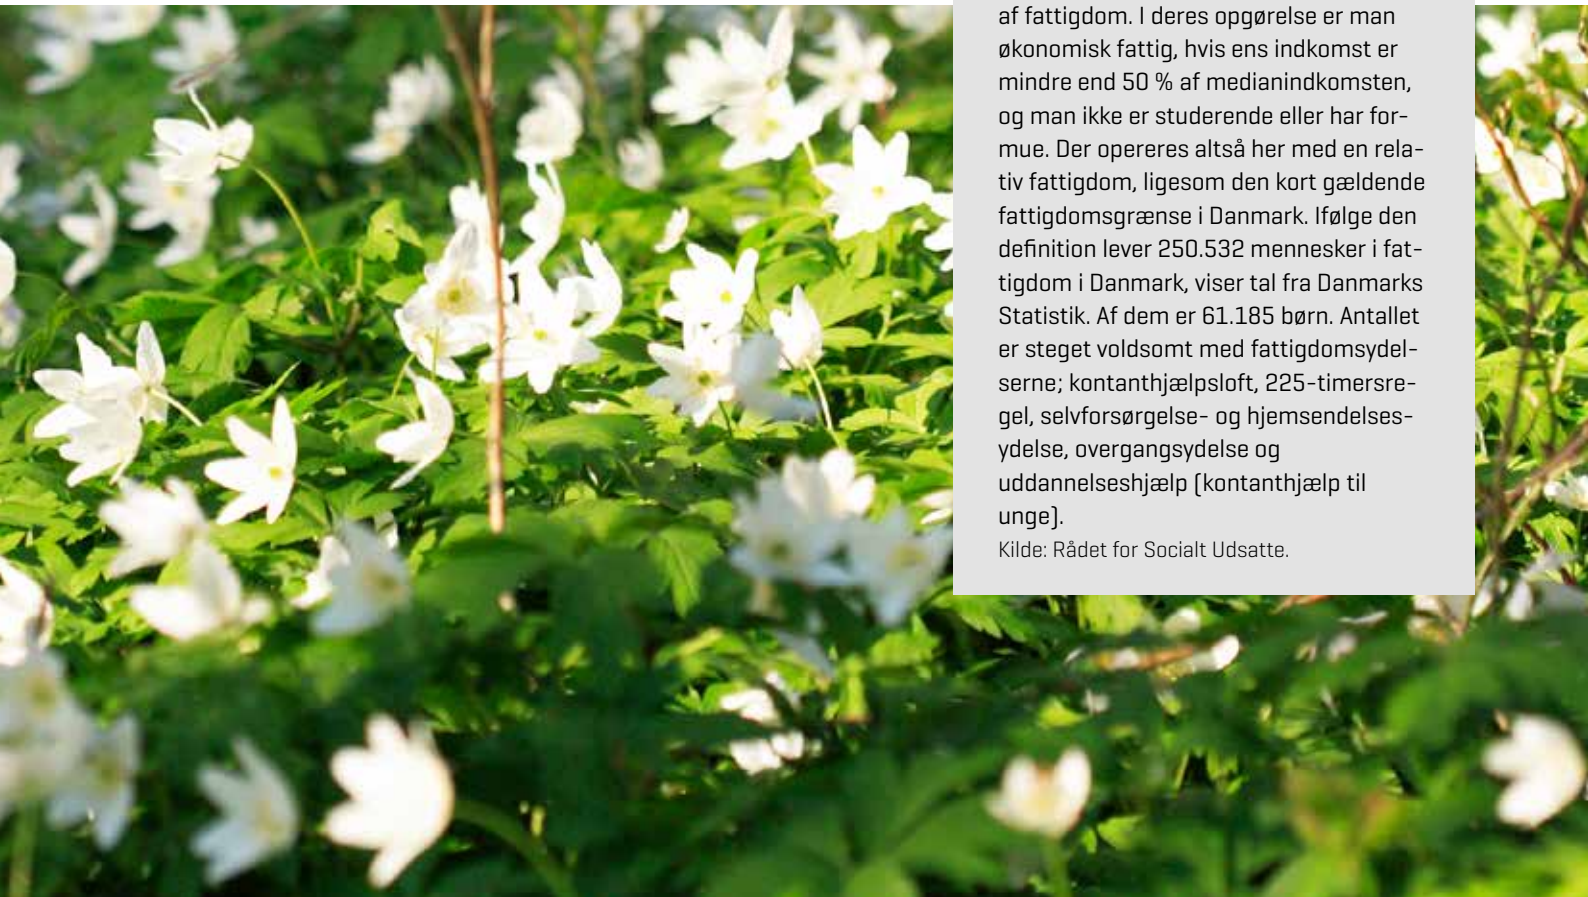 af fattigdom. I deres opgørelse er man
økonomisk fattig, hvis ens indkomst er
mindre end 50 % af medianindkomsten,
og man ikke er studerende eller har for-
mue. Der opereres altså her med en rela-
tiv fattigdom, ligesom den kort gældende
fattigdomsgrænse i Danmark. Ifølge den
definition lever 250.532 mennesker i fat-
tigdom i Danmark, viser tal fra Danmarks
Statistik. Af dem er 61.185 børn. Antallet
er steget voldsomt med fattigdomsydel-
serne; kontanthjælpsloft, 225-timersre-
gel, selvforsørgelse- og hjemsendelses-
ydelse, overgangsydelse og
uddannelseshjælp (kontanthjælp til
unge).
Kilde: Rådet for Socialt Udsatte.